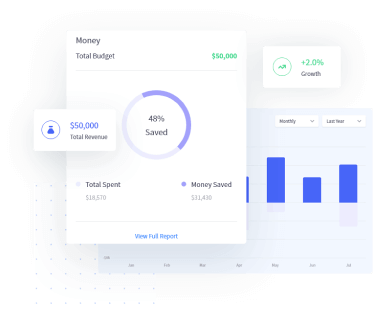 Money
Total Budget $50,000
+2.0%
Growth
48%
Saved
$50,000
Total Revenue
Monthly
Last Year
Total Spent
Money Saved
$18,570
$31,430
View Full Report
Jan Feb Mar Apr May Jun Jul